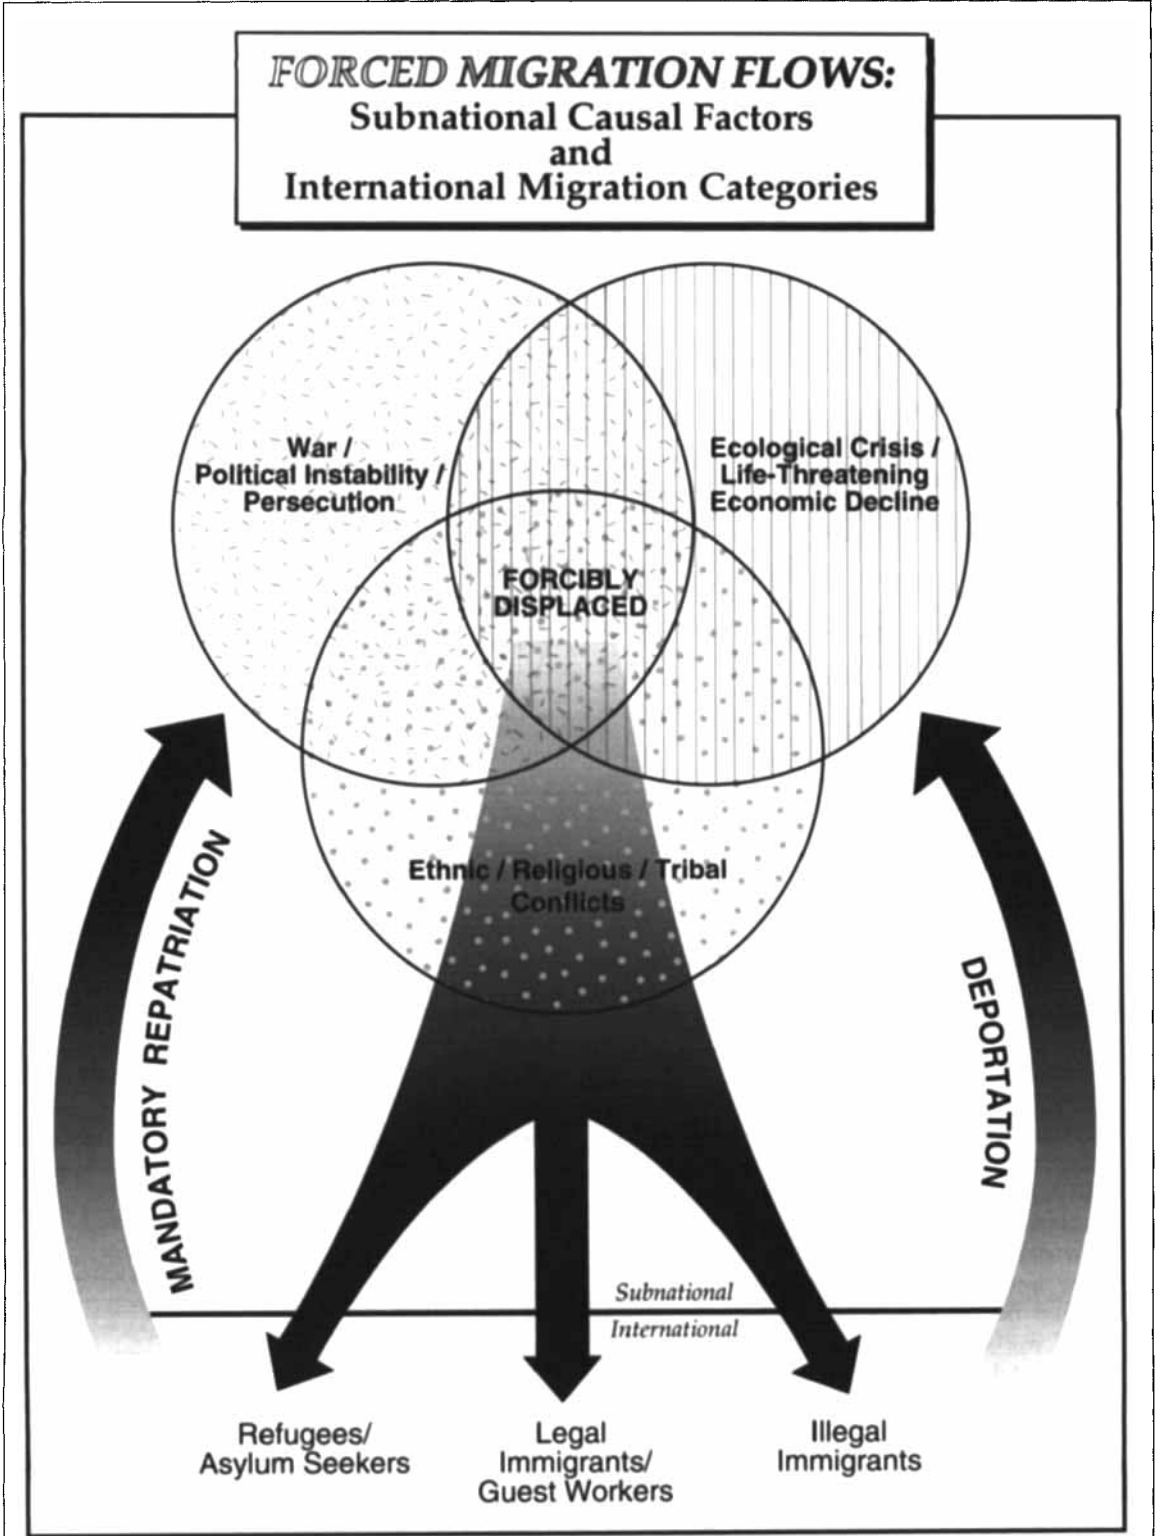 FORCED MIGRATION FLOWS:
Subnational Causal Factors
and
International Migration Categories
War /
Political Instability /
Persecution
Ecological Crisis /
Life-Threatening
Economic Decline
FORCIBLY
DISPLACED
Ethnic / Religious / Tribal
Conflicts
MANDATORY REPATRIATION
DEPORTATION
Subnational
International
Refugees/
Asylum Seekers
Legal
Immigrants/
Guest Workers
Illegal
Immigrants